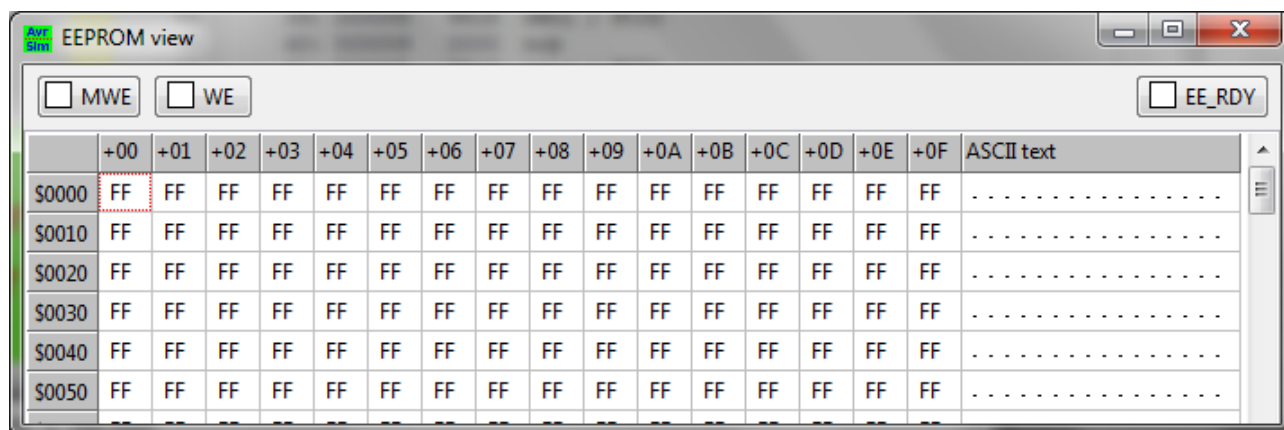 Avr Sim EEPROM view
MWE WE EE_RDY
+00 +01 +02 +03 +04 +05 +06 +07 +08 +09 +0A +0B +0C +0D +0E +0F ASCII text
$0000 FF FF FF FF FF FF FF FF FF FF FF FF FF FF FF FF . . . . . . . . . . . . . . . .
$0010 FF FF FF FF FF FF FF FF FF FF FF FF FF FF FF FF . . . . . . . . . . . . . . . .
$0020 FF FF FF FF FF FF FF FF FF FF FF FF FF FF FF FF . . . . . . . . . . . . . . . .
$0030 FF FF FF FF FF FF FF FF FF FF FF FF FF FF FF FF . . . . . . . . . . . . . . . .
$0040 FF FF FF FF FF FF FF FF FF FF FF FF FF FF FF FF . . . . . . . . . . . . . . . .
$0050 FF FF FF FF FF FF FF FF FF FF FF FF FF FF FF FF . . . . . . . . . . . . . . . .